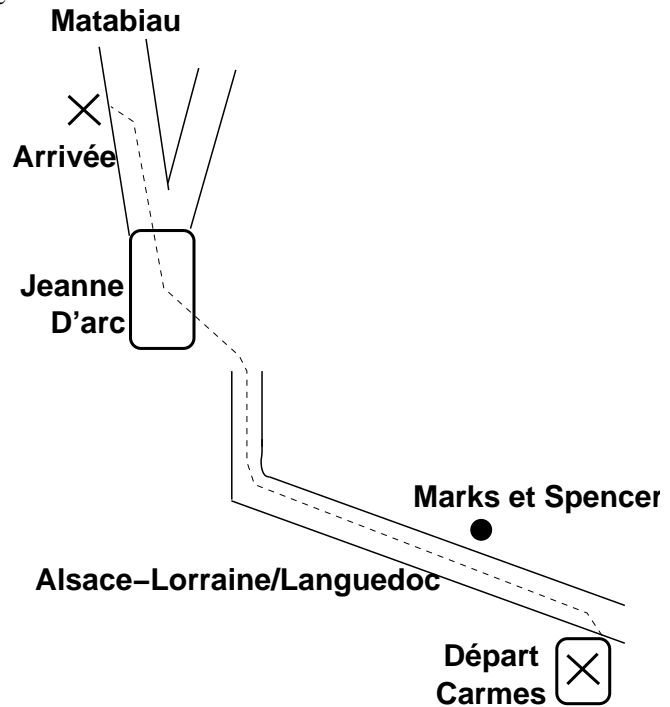 Matabiau
Arrivée
Jeanne
D'arc
Marks et Spencer
Alsace–Lorraine/Languedoc
Départ
Carmes